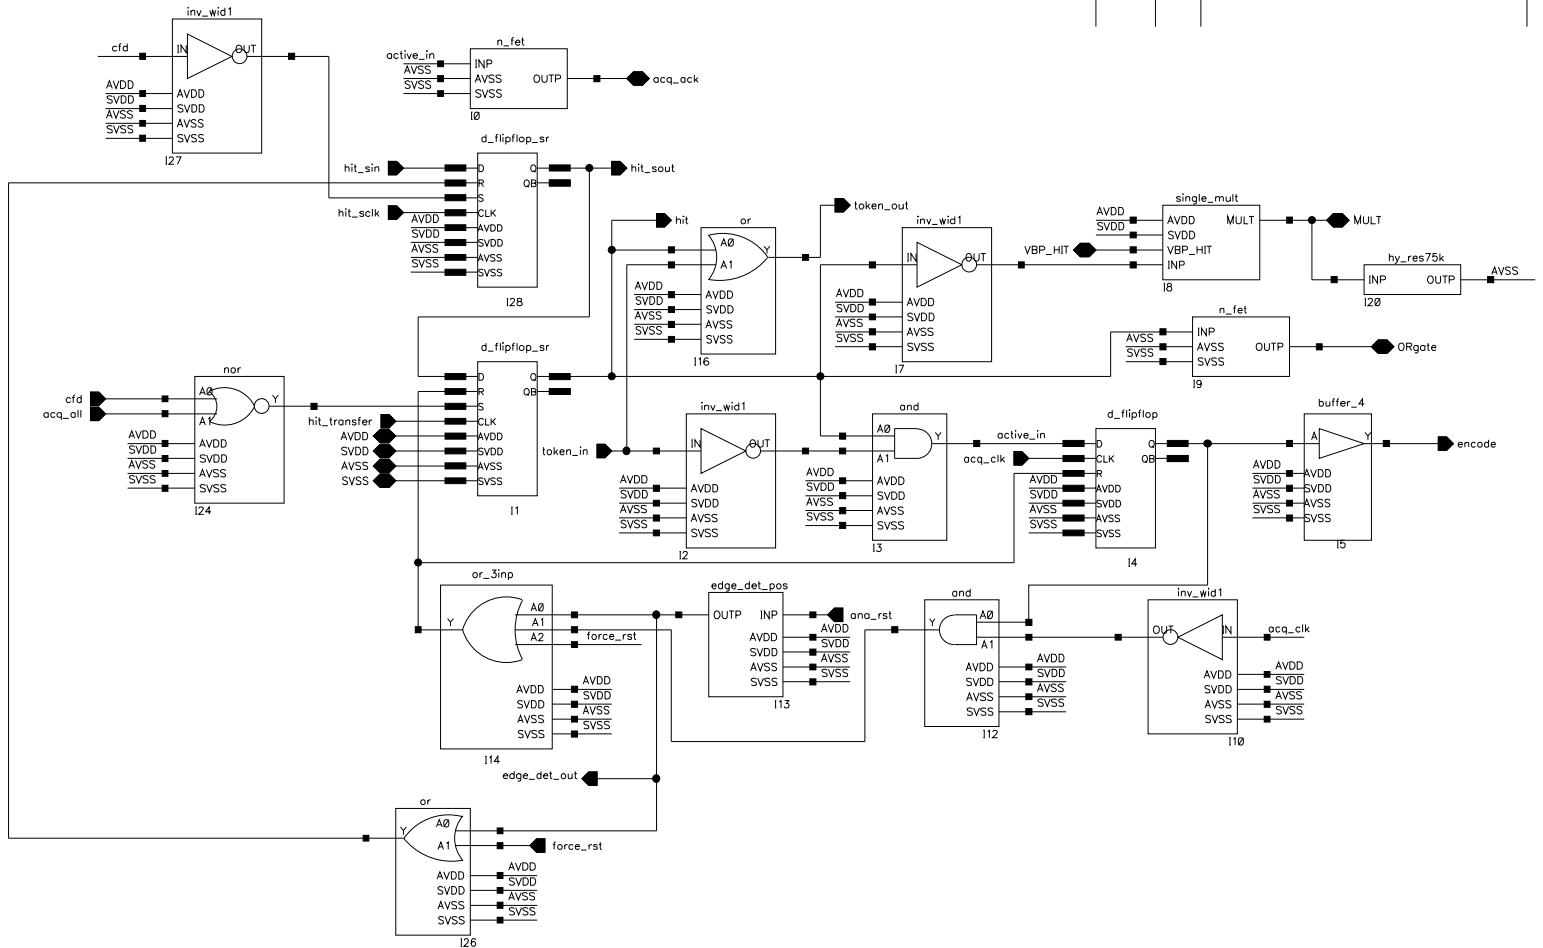 inv_wid1
cfd
IN
OUT
AVDD
SVDD
AVSS
SVSS
AVDD
SVDD
AVSS
SVSS
I27
n_fet
active_in
AVSS
SVSS
INP
AVSS
SVSS
OUTP
acq_ack
I0
d_flipflop_sr
hit_sin
hit_sclk
AVDD
SVDD
AVSS
SVSS
D
R
S
CLK
AVDD
SVDD
AVSS
SVSS
Q
QB
hit_sout
I28
hit
or
A0
A1
Y
token_out
AVDD
SVDD
AVSS
SVSS
AVDD
SVDD
AVSS
SVSS
I16
inv_wid1
IN
OUT
AVDD
SVDD
AVSS
SVSS
AVDD
SVDD
AVSS
SVSS
I7
single_mult
AVDD
SVDD
VBP_HIT
AVDD
SVDD
VBP_HIT
INP
MULT
MULT
I8
hy_res75k
INP
OUTP
AVSS
I20
n_fet
AVSS
SVSS
INP
AVSS
SVSS
OUTP
ORgate
I9
nor
cfd
acq_all
A0
A1
Y
AVDD
SVDD
AVSS
SVSS
AVDD
SVDD
AVSS
SVSS
I24
d_flipflop_sr
hit_transfer
AVDD
SVDD
AVSS
SVSS
D
R
S
CLK
AVDD
SVDD
AVSS
SVSS
Q
QB
I1
inv_wid1
token_in
IN
OUT
AVDD
SVDD
AVSS
SVSS
AVDD
SVDD
AVSS
SVSS
I2
and
A0
A1
Y
AVDD
SVDD
AVSS
SVSS
AVDD
SVDD
AVSS
SVSS
I3
d_flipflop
active_in
acq_clk
AVDD
SVDD
AVSS
SVSS
D
CLK
R
AVDD
SVDD
AVSS
SVSS
Q
QB
I4
buffer_4
A
Y
encode
AVDD
SVDD
AVSS
SVSS
AVDD
SVDD
AVSS
SVSS
I5
or_3inp
Y
A0
A1
A2
force_rst
AVDD
SVDD
AVSS
SVSS
AVDD
SVDD
AVSS
SVSS
I14
edge_det_pos
OUTP
INP
ana_rst
AVDD
SVDD
AVSS
SVSS
AVDD
SVDD
AVSS
SVSS
I13
and
Y
A0
A1
AVDD
SVDD
AVSS
SVSS
AVDD
SVDD
AVSS
SVSS
I12
inv_wid1
OUT
IN
acq_clk
AVDD
SVDD
AVSS
SVSS
AVDD
SVDD
AVSS
SVSS
I10
edge_det_out
or
Y
A0
A1
force_rst
AVDD
SVDD
AVSS
SVSS
AVDD
SVDD
AVSS
SVSS
I26